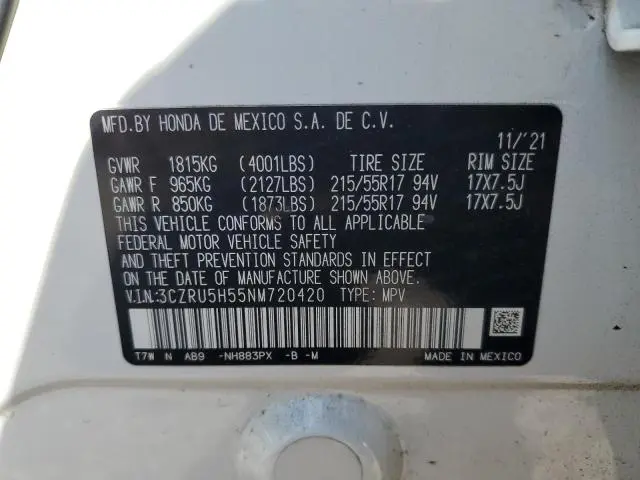 MFD.BY HONDA DE MEXICO S.A. DE C.V.
11/'21
GVWR 1815KG (4001LBS) TIRE SIZE RIM SIZE
GAWR F 965KG (2127LBS) 215/55R17 94V 17X7.5J
GAWR R 850KG (1873LBS) 215/55R17 94V 17X7.5J
THIS VEHICLE CONFORMS TO ALL APPLICABLE
FEDERAL MOTOR VEHICLE SAFETY
AND THEFT PREVENTION STANDARDS IN EFFECT
ON THE DATE OF MANUFACTURE SHOWN ABOVE.
V.I.N:3CZRU5H55NM720420 TYPE: MPV
T7W N AB9 -NH883PX -B -M MADE IN MEXICO